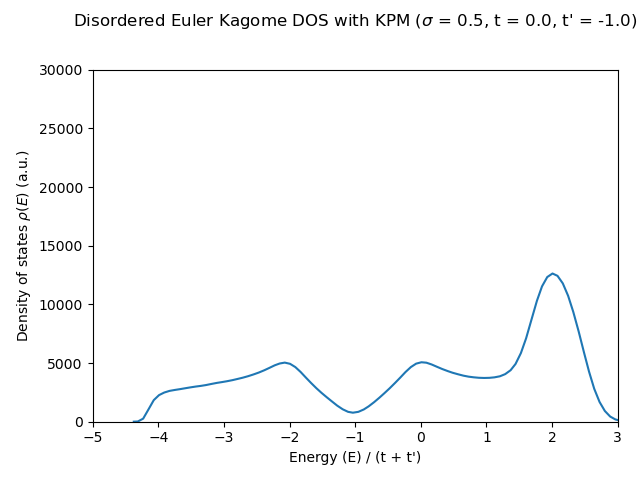 Disordered Euler Kagome DOS with KPM (σ = 0.5, t = 0.0, t' = -1.0)
30000
25000
20000
15000
10000
5000
0
Density of states ρ(E) (a.u.)
−5 −4 −3 −2 −1 0 1 2 3
Energy (E) / (t + t')